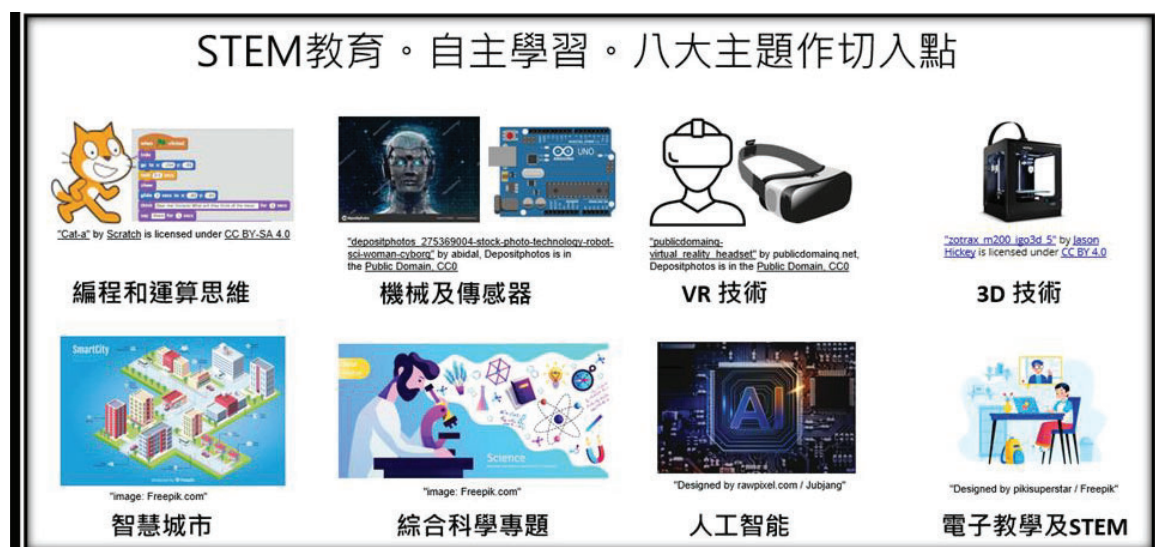 STEM教育。自主學習。八大主題作切入點
when clicked
hide
show
UNO
"Cat-a" by Scratch is licensed under CC BY-SA 4.0
"depositphotos_275369004-stock-photo-technology-robot-
sci-woman-cyborg" by abidal, Depositphotos is in
the Public Domain, CC0
"publicdomainq-
virtual_reality_headset" by publicdomainq.net,
Depositphotos is in the Public Domain, CC0
"zotrax_m200_igo3d_5" by Jason
Hickey is licensed under CC BY 4.0
編程和運算思維
機械及傳感器
VR 技術
3D 技術
SmartCity
Science
AI
"image: Freepik.com"
"image: Freepik.com"
"Designed by rawpixel.com / Jubjang"
"Designed by pikisuperstar / Freepik"
智慧城市
綜合科學專題
人工智能
電子教學及STEM